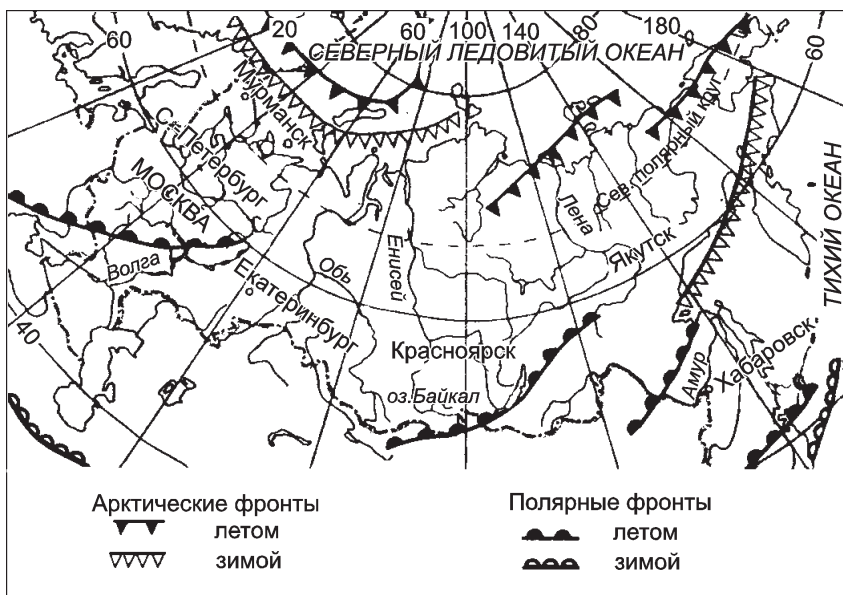 60
20
60
100
140
180
180
60
СЕВЕРНЫЙ ЛЕДОВИТЫЙ ОКЕАН
Мурманск
С.-Петербург
МОСКВА
Сев. полярный круг
ТИХИЙ ОКЕАН
Лена
Якутск
Волга
Обь
Енисей
Екатеринбург
40
Красноярск
оз.Байкал
Амур
Хабаровск
Арктические фронты
летом
зимой
Полярные фронты
летом
зимой